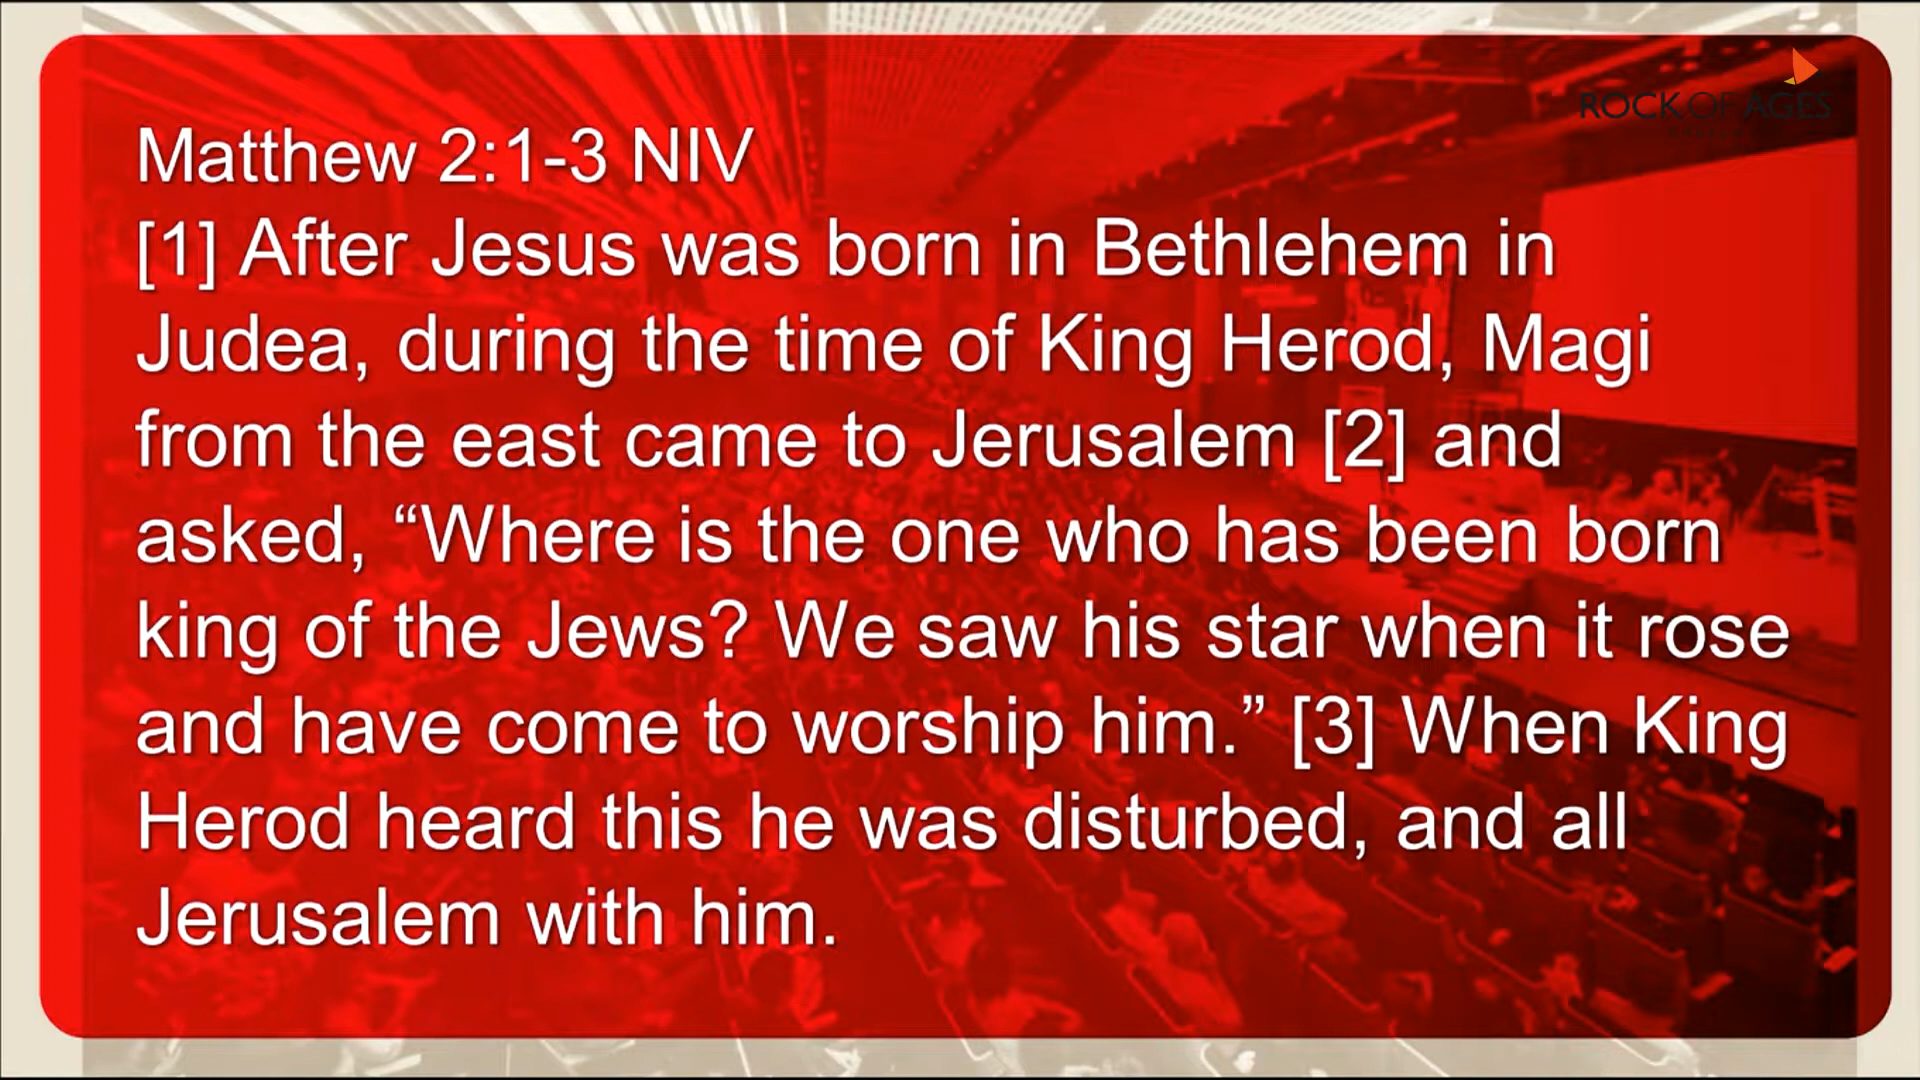 ROCK OF AGES
Matthew 2:1-3 NIV
[1] After Jesus was born in Bethlehem in
Judea, during the time of King Herod, Magi
from the east came to Jerusalem [2] and
asked, “Where is the one who has been born
king of the Jews? We saw his star when it rose
and have come to worship him.” [3] When King
Herod heard this he was disturbed, and all
Jerusalem with him.